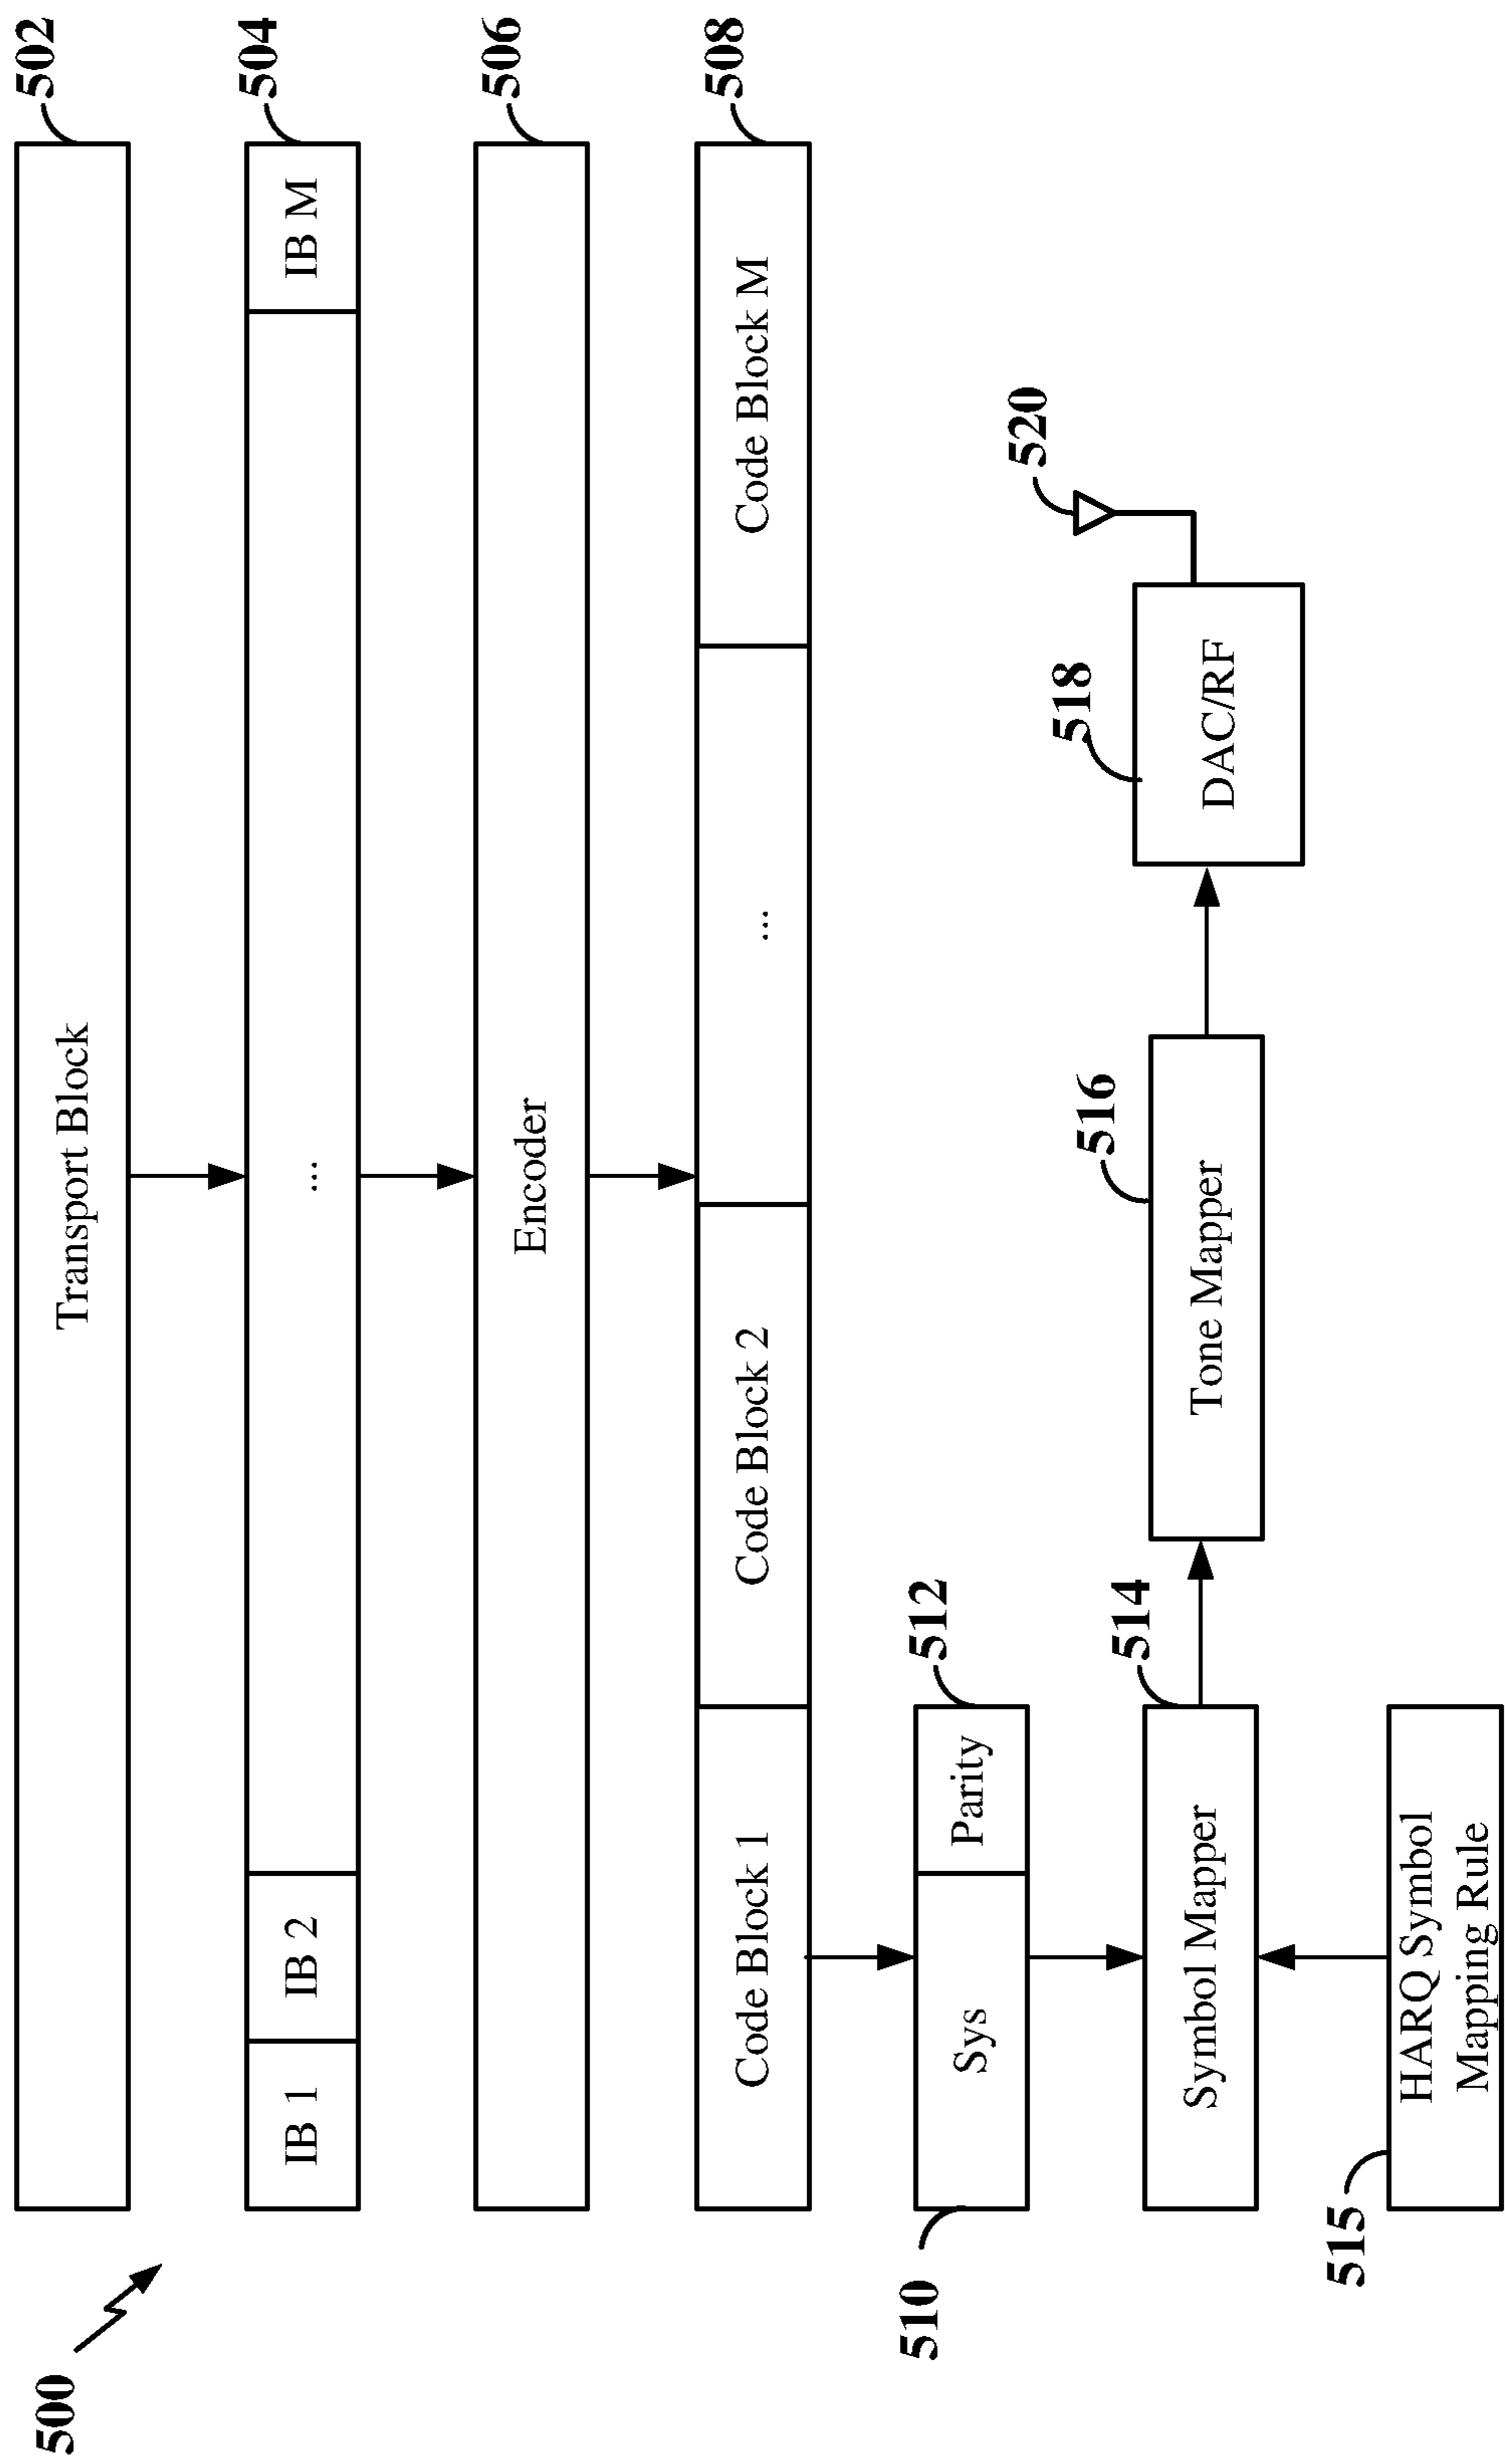 500
Transport Block
502
IB 1
IB 2
...
IB M
504
Encoder
506
Code Block 1
Code Block 2
...
Code Block M
508
510
Sys
Parity
512
Symbol Mapper
514
Tone Mapper
516
DAC/RF
518
520
515
HARQ Symbol
Mapping Rule